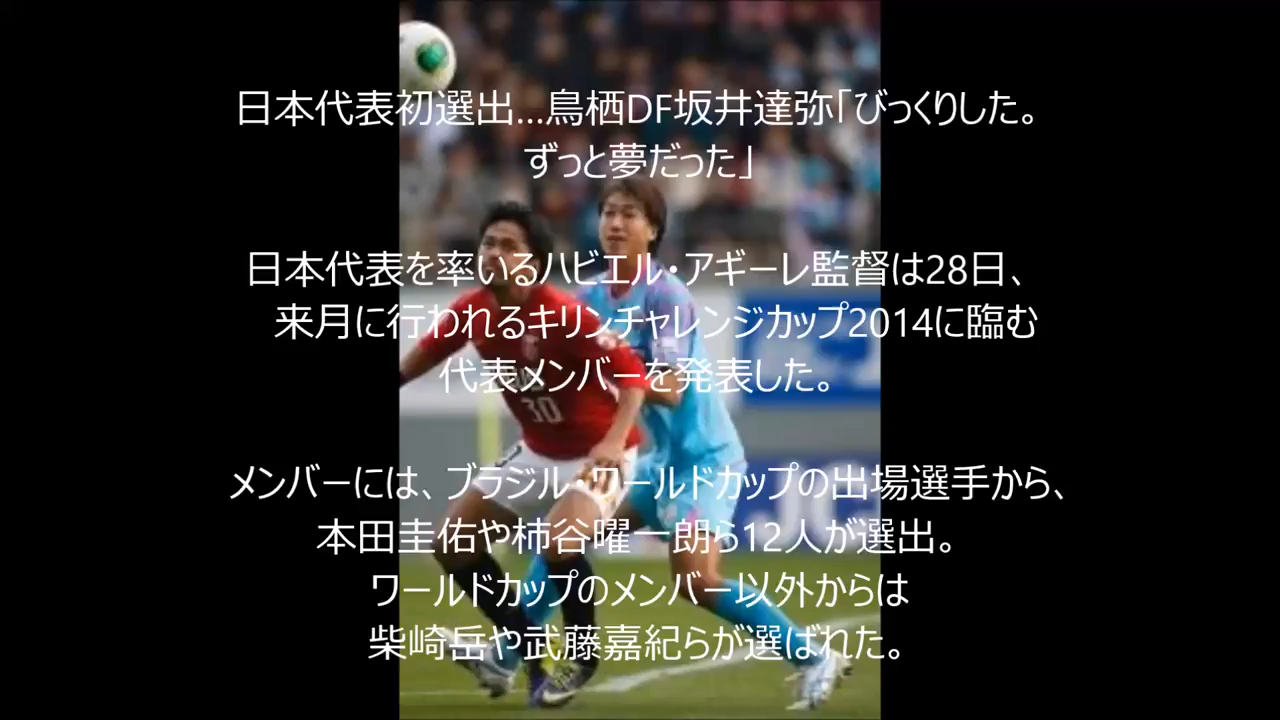 日本代表初選出…鳥栖DF坂井達弥「びっくりした。
ずっと夢だった」
日本代表を率いるハビエル・アギーレ監督は28日、
来月に行われるキリンチャレンジカップ2014に臨む
代表メンバーを発表した。
メンバーには、ブラジル・ワールドカップの出場選手から、
本田圭佑や柿谷曜一朗ら12人が選出。
ワールドカップのメンバー以外からは
柴崎岳や武藤嘉紀らが選ばれた。
30